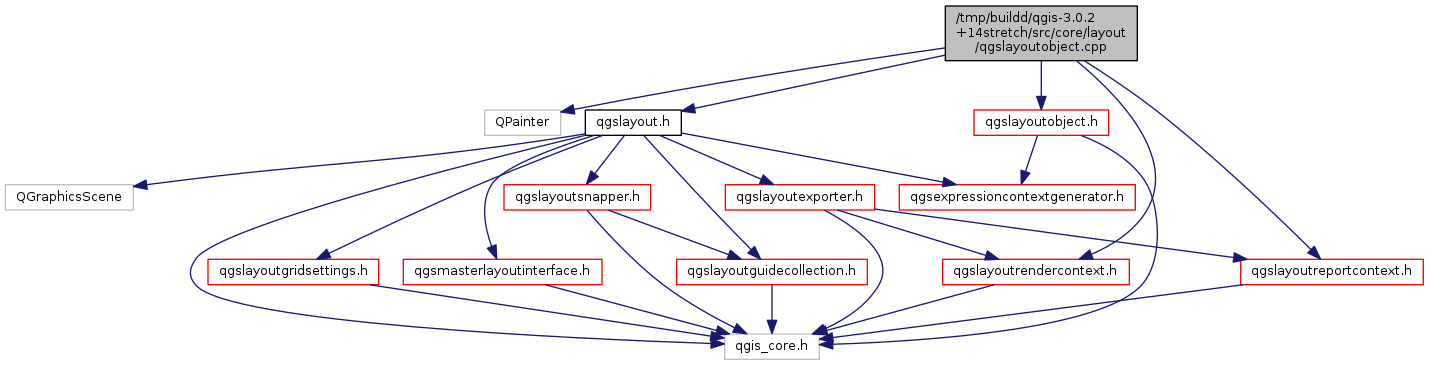 /tmp/buildd/qgis-3.0.2
+14stretch/src/core/layout
/qgslayoutobject.cpp
QPainter
qgslayout.h
qgslayoutobject.h
QGraphicsScene
qgslayoutsnapper.h
qgslayoutexporter.h
qgsexpressioncontextgenerator.h
qgslayoutgridsettings.h
qgsmasterlayoutinterface.h
qgslayoutguidecollection.h
qgslayoutrendercontext.h
qgslayoutreportcontext.h
qgis_core.h